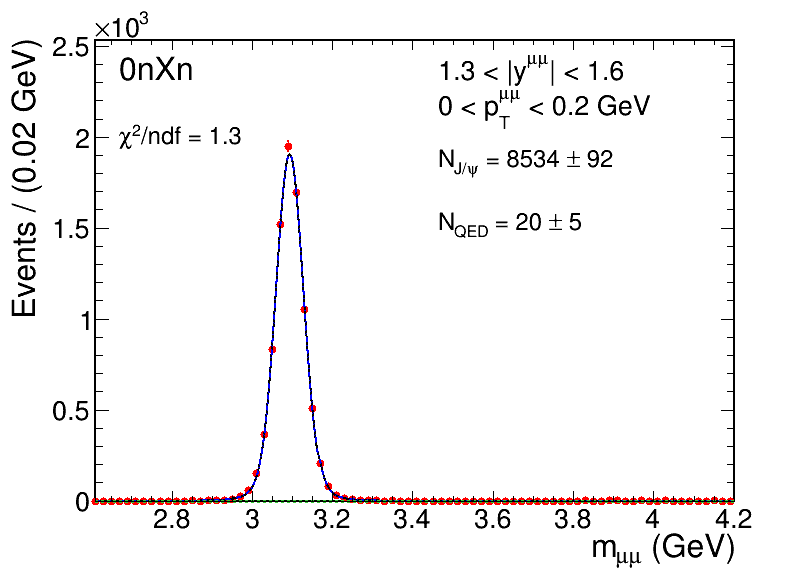 ×10³
0nXn
1.3 < |y^μμ| < 1.6
0 < p_T^μμ < 0.2 GeV
χ²/ndf = 1.3
N_J/ψ = 8534 ± 92
N_QED = 20 ± 5
Events / (0.02 GeV)
2.5
2
1.5
1
0.5
0
2.8 3 3.2 3.4 3.6 3.8 4 4.2
m_μμ (GeV)